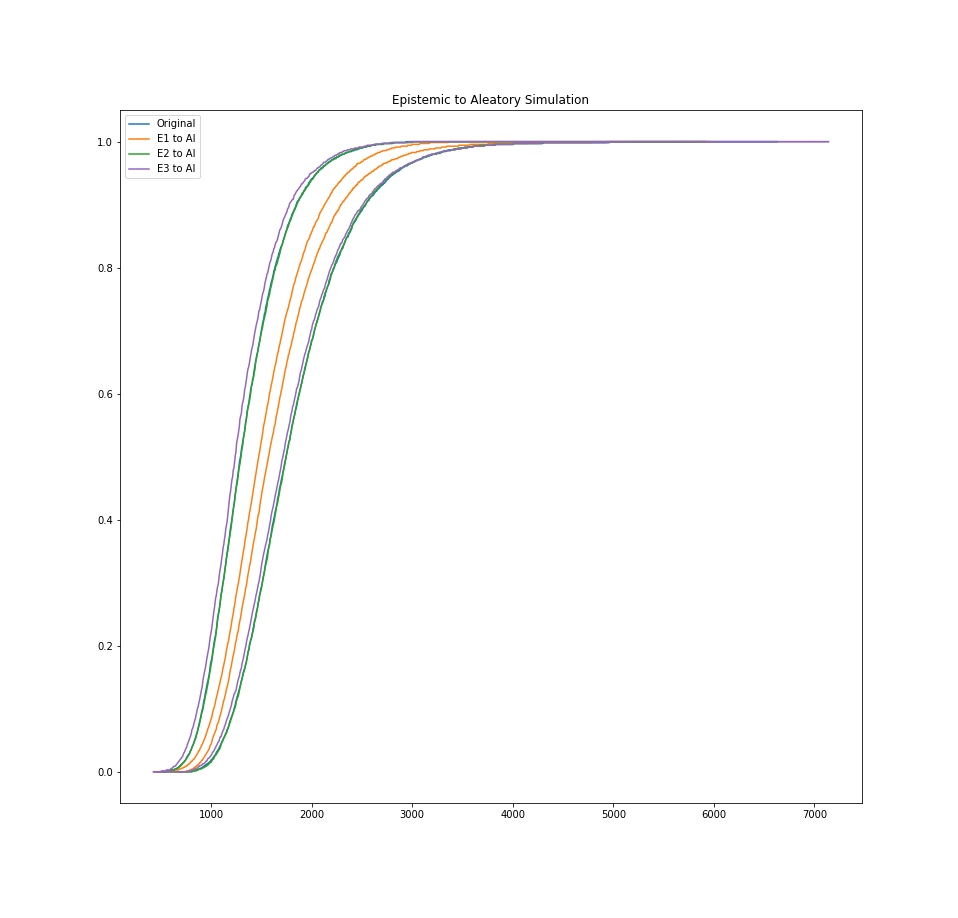 Epistemic to Aleatory Simulation
Original
E1 to Al
E2 to Al
E3 to Al
1.0
0.8
0.6
0.4
0.2
0.0
1000 2000 3000 4000 5000 6000 7000